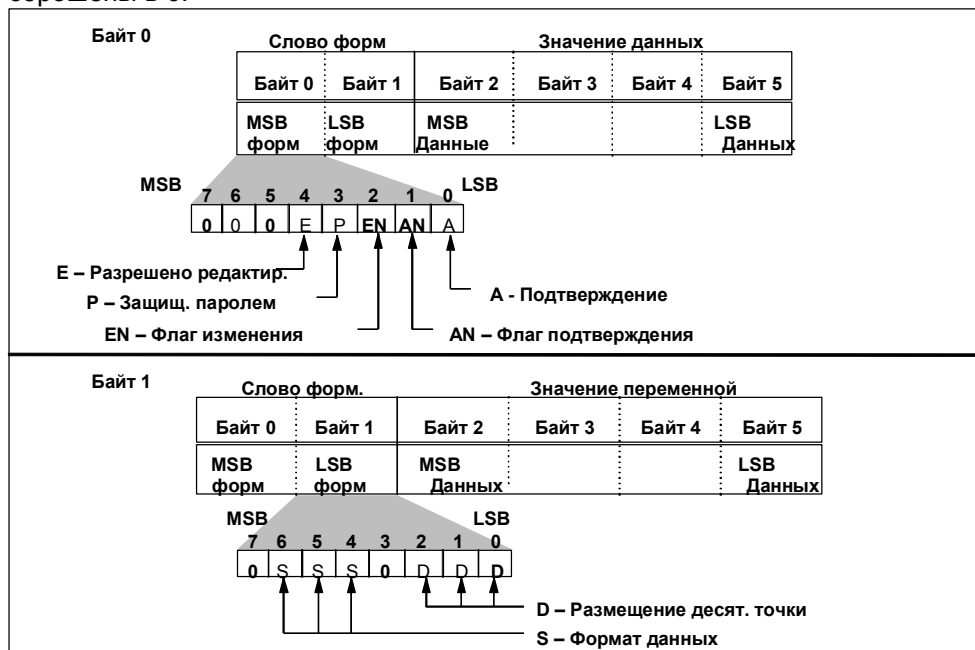 Байт 0
Слово форм Значение данных
Байт 0 Байт 1 Байт 2 Байт 3 Байт 4 Байт 5
MSB LSB MSB LSB
форм форм Данные Данных
MSB 7 6 5 4 3 2 1 0 LSB
0 0 0 E P EN AN A
E – Разрешено редактир.
P – Защищ. паролем
A - Подтверждение
EN – Флаг изменения AN – Флаг подтверждения
Байт 1
Слово форм. Значение переменной
Байт 0 Байт 1 Байт 2 Байт 3 Байт 4 Байт 5
MSB LSB MSB LSB
форм форм Данных Данных
MSB LSB
7 6 5 4 3 2 1 0
0 S S S 0 D D D
D – Размещение десят. точки
S – Формат данных